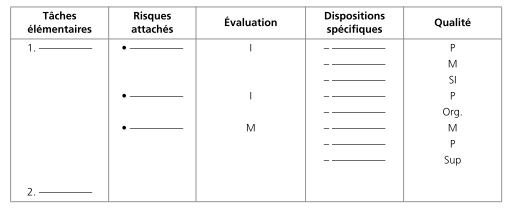 Tâches élémentaires Risques attachés Évaluation Dispositions spécifiques Qualité
1. • I – P
– M
– SI
• I – P
– Org.
• M – M
– P
– Sup
2.